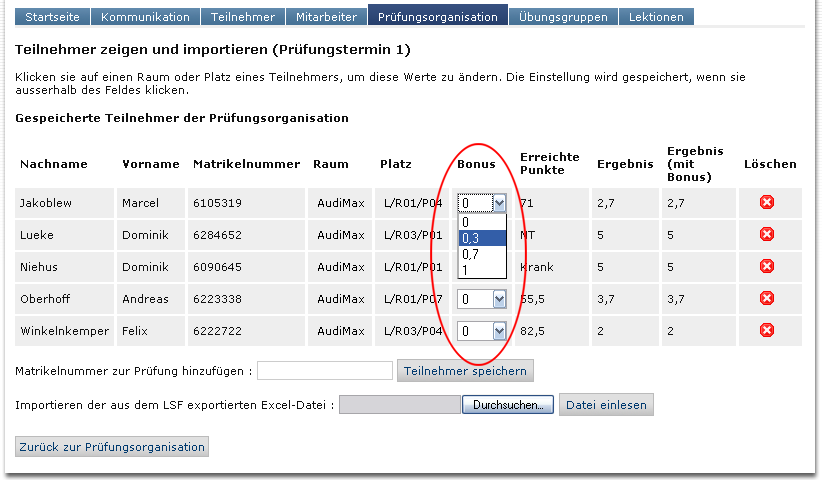 Startseite Kommunikation Teilnehmer Mitarbeiter Prüfungsorganisation Übungsgruppen Lektionen
Teilnehmer zeigen und importieren (Prüfungstermin 1)
Klicken sie auf einen Raum oder Platz eines Teilnehmers, um diese Werte zu ändern. Die Einstellung wird gespeichert, wenn sie
ausserhalb des Feldes klicken.
Gespeicherte Teilnehmer der Prüfungsorganisation
Nachname Vorname Matrikelnummer Raum Platz Bonus Erreichte Punkte Ergebnis Ergebnis (mit Bonus) Löschen
Jakoblew Marcel 6105319 AudiMax L/R01/P04 0 71 2,7 2,7
0
0,3
0,7
1
Lueke Dominik 6284652 AudiMax L/R03/P01 NT 5 5
Niehus Dominik 6090645 AudiMax L/R01/P01 Krank 5 5
Oberhoff Andreas 6223338 AudiMax L/R01/P07 0 55,5 3,7 3,7
Winkelnkemper Felix 6222722 AudiMax L/R03/P04 0 82,5 2 2
Matrikelnummer zur Prüfung hinzufügen : Teilnehmer speichern
Importieren der aus dem LSF exportierten Excel-Datei : Durchsuchen... Datei einlesen
Zurück zur Prüfungsorganisation